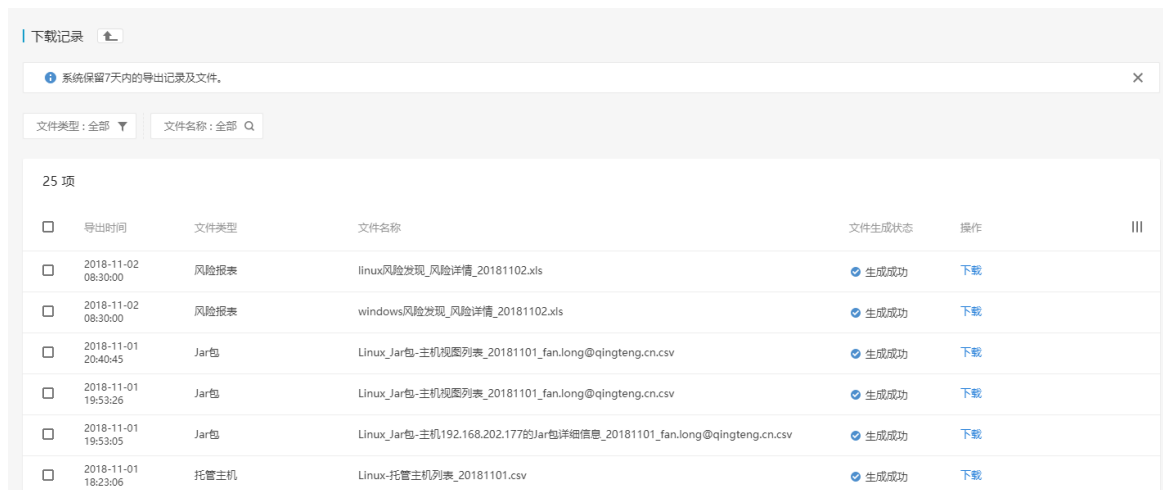 下载记录
系统保留7天内的导出记录及文件。
文件类型 : 全部 文件名称 : 全部
25 项
导出时间 文件类型 文件名称 文件生成状态 操作
2018-11-02
08:30:00 风险报表 linux风险发现_风险详情_20181102.xls 生成成功 下载
2018-11-02
08:30:00 风险报表 windows风险发现_风险详情_20181102.xls 生成成功 下载
2018-11-01
20:40:45 Jar包 Linux_Jar包-主机视图列表_20181101_fan.long@qingteng.cn.csv 生成成功 下载
2018-11-01
19:53:26 Jar包 Linux_Jar包-主机视图列表_20181101_fan.long@qingteng.cn.csv 生成成功 下载
2018-11-01
19:53:05 Jar包 Linux_Jar包-主机192.168.202.177的Jar包详细信息_20181101_fan.long@qingteng.cn.csv 生成成功 下载
2018-11-01
18:23:06 托管主机 Linux-托管主机列表_20181101.csv 生成成功 下载